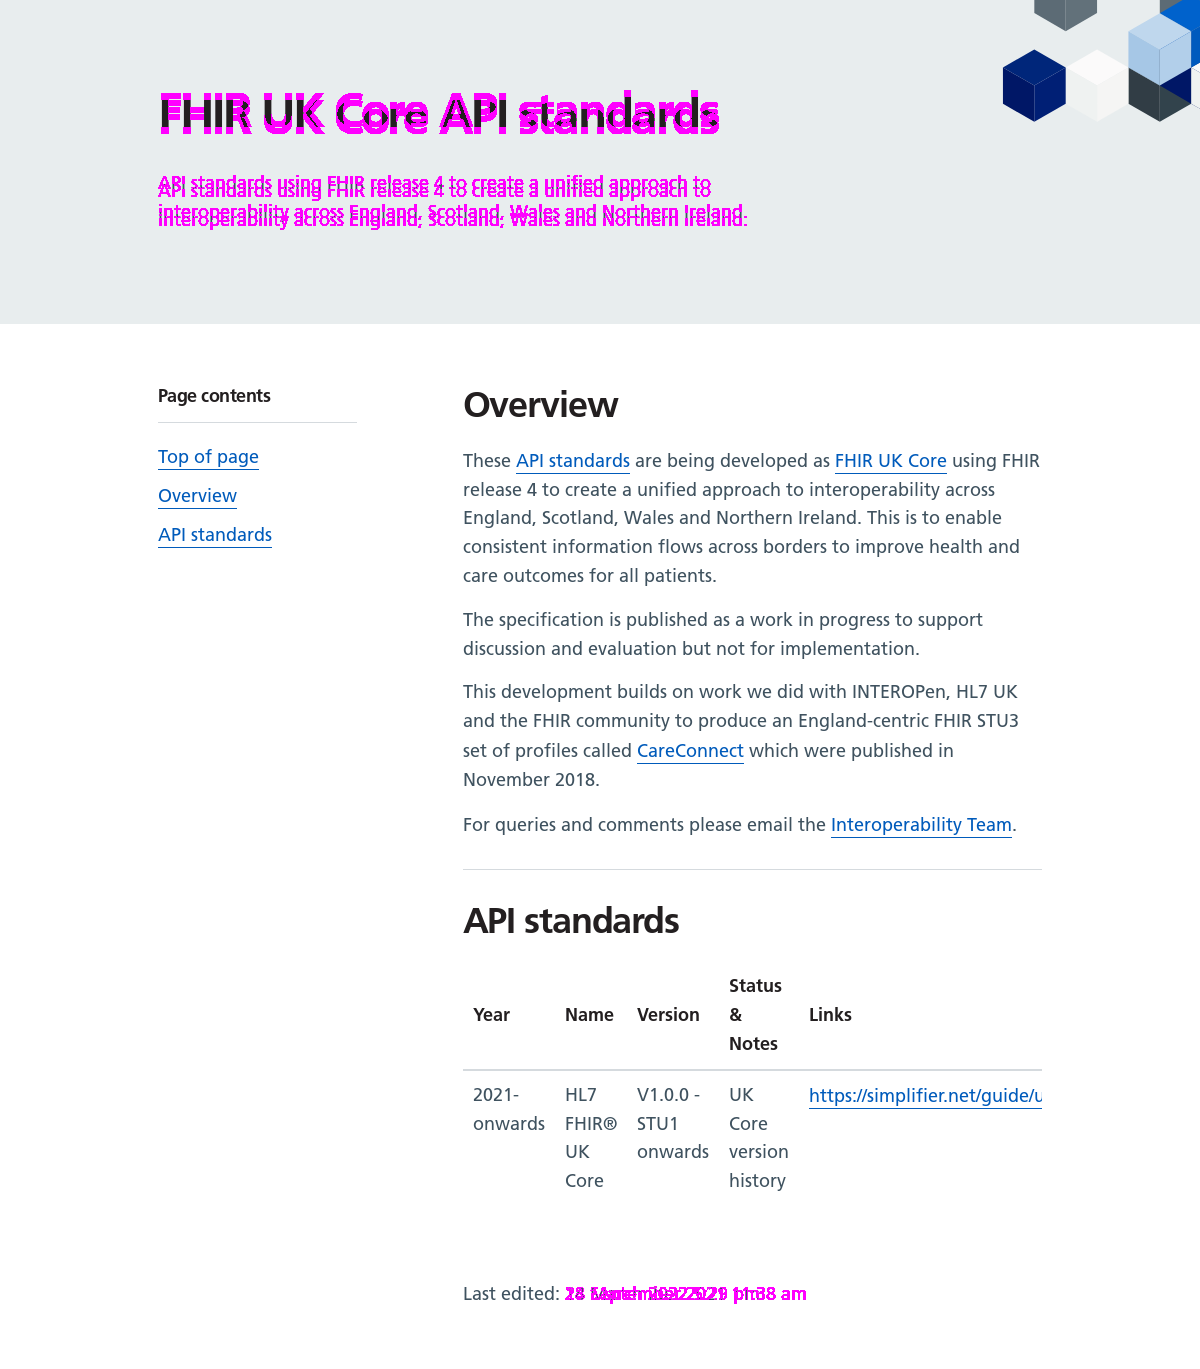 FHIR UK Core API standards
API standards using FHIR release 4 to create a unified approach to
interoperability across England, Scotland, Wales and Northern Ireland.
Page contents
Top of page
Overview
API standards
Overview
These API standards are being developed as FHIR UK Core using FHIR
release 4 to create a unified approach to interoperability across
England, Scotland, Wales and Northern Ireland. This is to enable
consistent information flows across borders to improve health and
care outcomes for all patients.
The specification is published as a work in progress to support
discussion and evaluation but not for implementation.
This development builds on work we did with INTEROPen, HL7 UK
and the FHIR community to produce an England-centric FHIR STU3
set of profiles called CareConnect which were published in
November 2018.
For queries and comments please email the Interoperability Team.
API standards
Year Name Version Status & Notes Links
2021- HL7 V1.0.0 - UK https://simplifier.net/guide/u
onwards FHIR® STU1 Core
UK onwards version
Core history
Last edited: